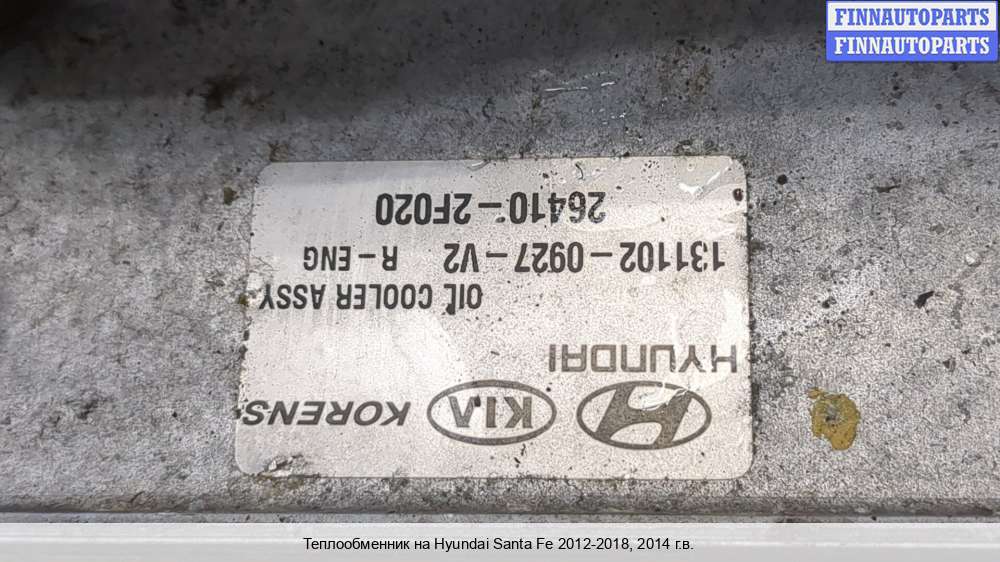 FINNAUTOPARTS
FINNAUTOPARTS
HYUNDAI KIA KORENS
HYUNDAI
OIL COOLER ASSY
131102-0927-V2 R-ENG
26410-2F020
Теплообменник на Hyundai Santa Fe 2012-2018, 2014 г.в.